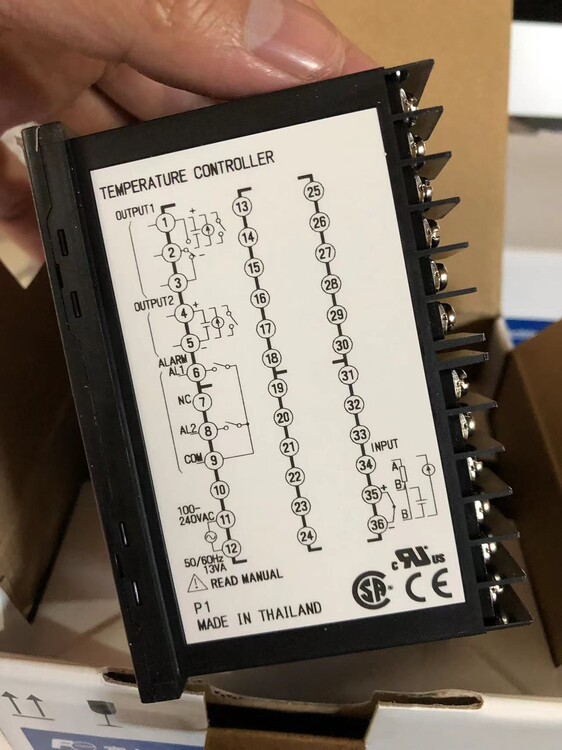 TEMPERATURE CONTROLLER
OUTPUT1
1
2
3
+
-
OUTPUT2
4
5
+
-
ALARM
AL1
6
NC
7
AL2
8
COM
9
10
100-
240VAC
11
50/60Hz
13VA
12
13
14
15
16
17
18
19
20
21
22
23
24
25
26
27
28
29
30
31
32
33
INPUT
34
35
36
+
-
A
B
B
READ MANUAL
P1
MADE IN THAILAND
SA
c RU us
CE